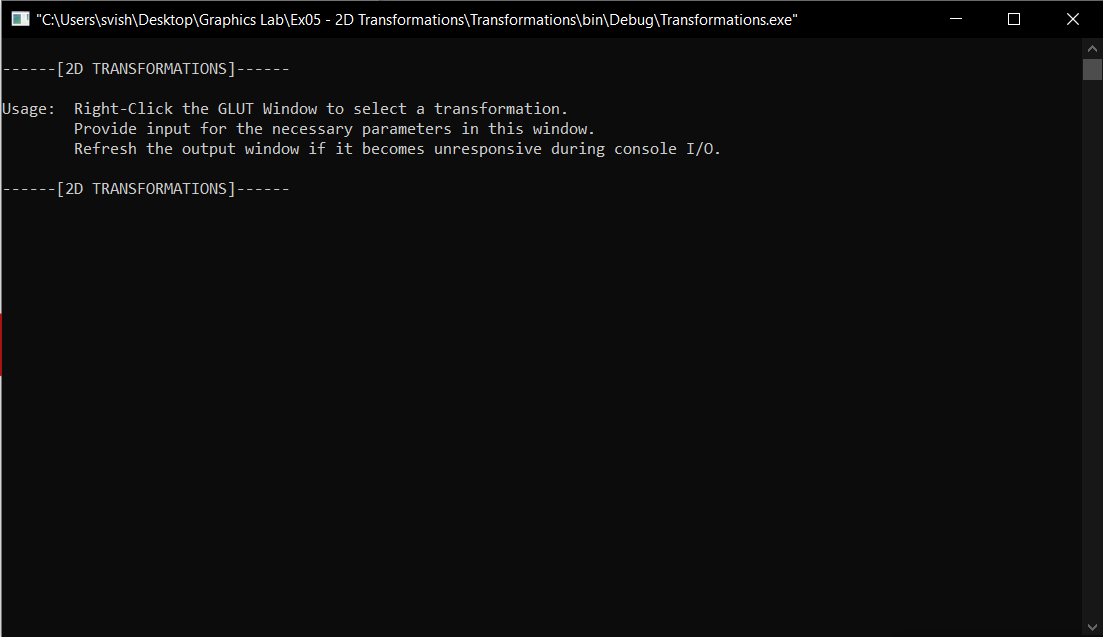 "C:\Users\svish\Desktop\Graphics Lab\Ex05 - 2D Transformations\Transformations\bin\Debug\Transformations.exe"
------[2D TRANSFORMATIONS]------
Usage:  Right-Click the GLUT Window to select a transformation.
        Provide input for the necessary parameters in this window.
        Refresh the output window if it becomes unresponsive during console I/O.
------[2D TRANSFORMATIONS]------